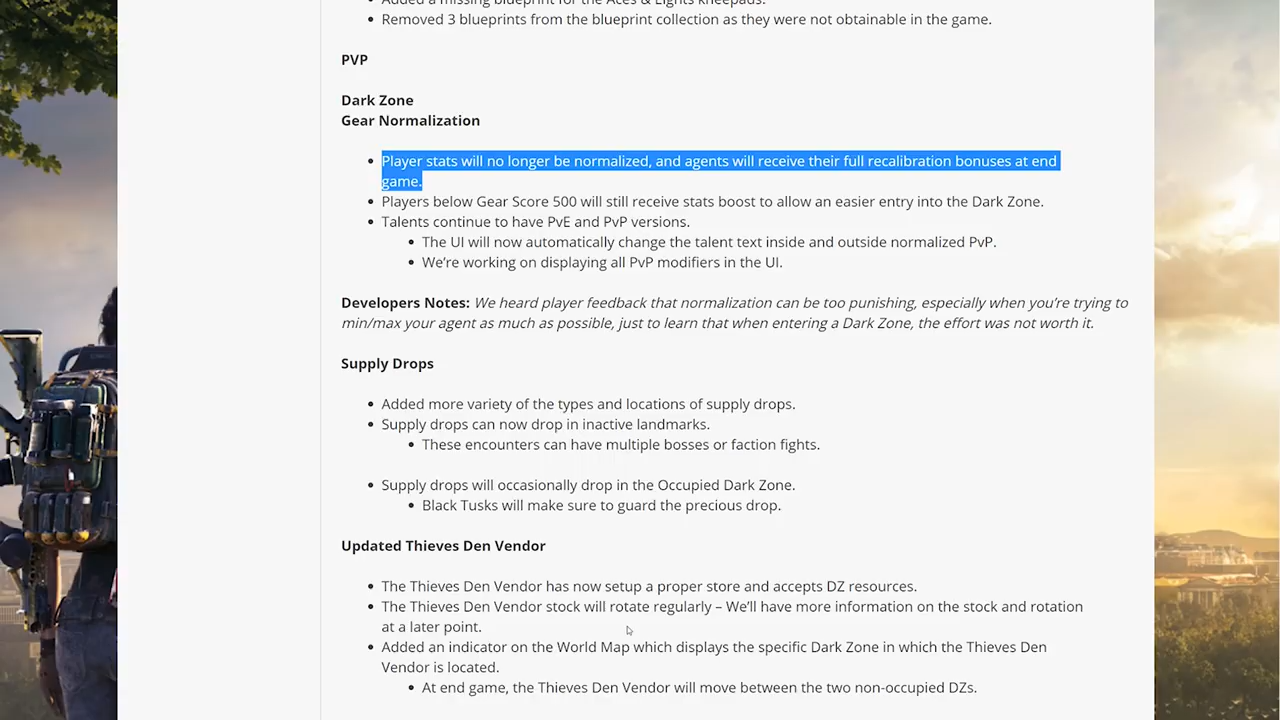 Added a missing blueprint for the Aces & Eights kneepads.
Removed 3 blueprints from the blueprint collection as they were not obtainable in the game.
PVP
Dark Zone
Gear Normalization
Player stats will no longer be normalized, and agents will receive their full recalibration bonuses at end
game.
Players below Gear Score 500 will still receive stats boost to allow an easier entry into the Dark Zone.
Talents continue to have PvE and PvP versions.
The UI will now automatically change the talent text inside and outside normalized PvP.
We’re working on displaying all PvP modifiers in the UI.
Developers Notes: We heard player feedback that normalization can be too punishing, especially when you’re trying to
min/max your agent as much as possible, just to learn that when entering a Dark Zone, the effort was not worth it.
Supply Drops
Added more variety of the types and locations of supply drops.
Supply drops can now drop in inactive landmarks.
These encounters can have multiple bosses or faction fights.
Supply drops will occasionally drop in the Occupied Dark Zone.
Black Tusks will make sure to guard the precious drop.
Updated Thieves Den Vendor
The Thieves Den Vendor has now setup a proper store and accepts DZ resources.
The Thieves Den Vendor stock will rotate regularly – We’ll have more information on the stock and rotation
at a later point.
Added an indicator on the World Map which displays the specific Dark Zone in which the Thieves Den
Vendor is located.
At end game, the Thieves Den Vendor will move between the two non-occupied DZs.